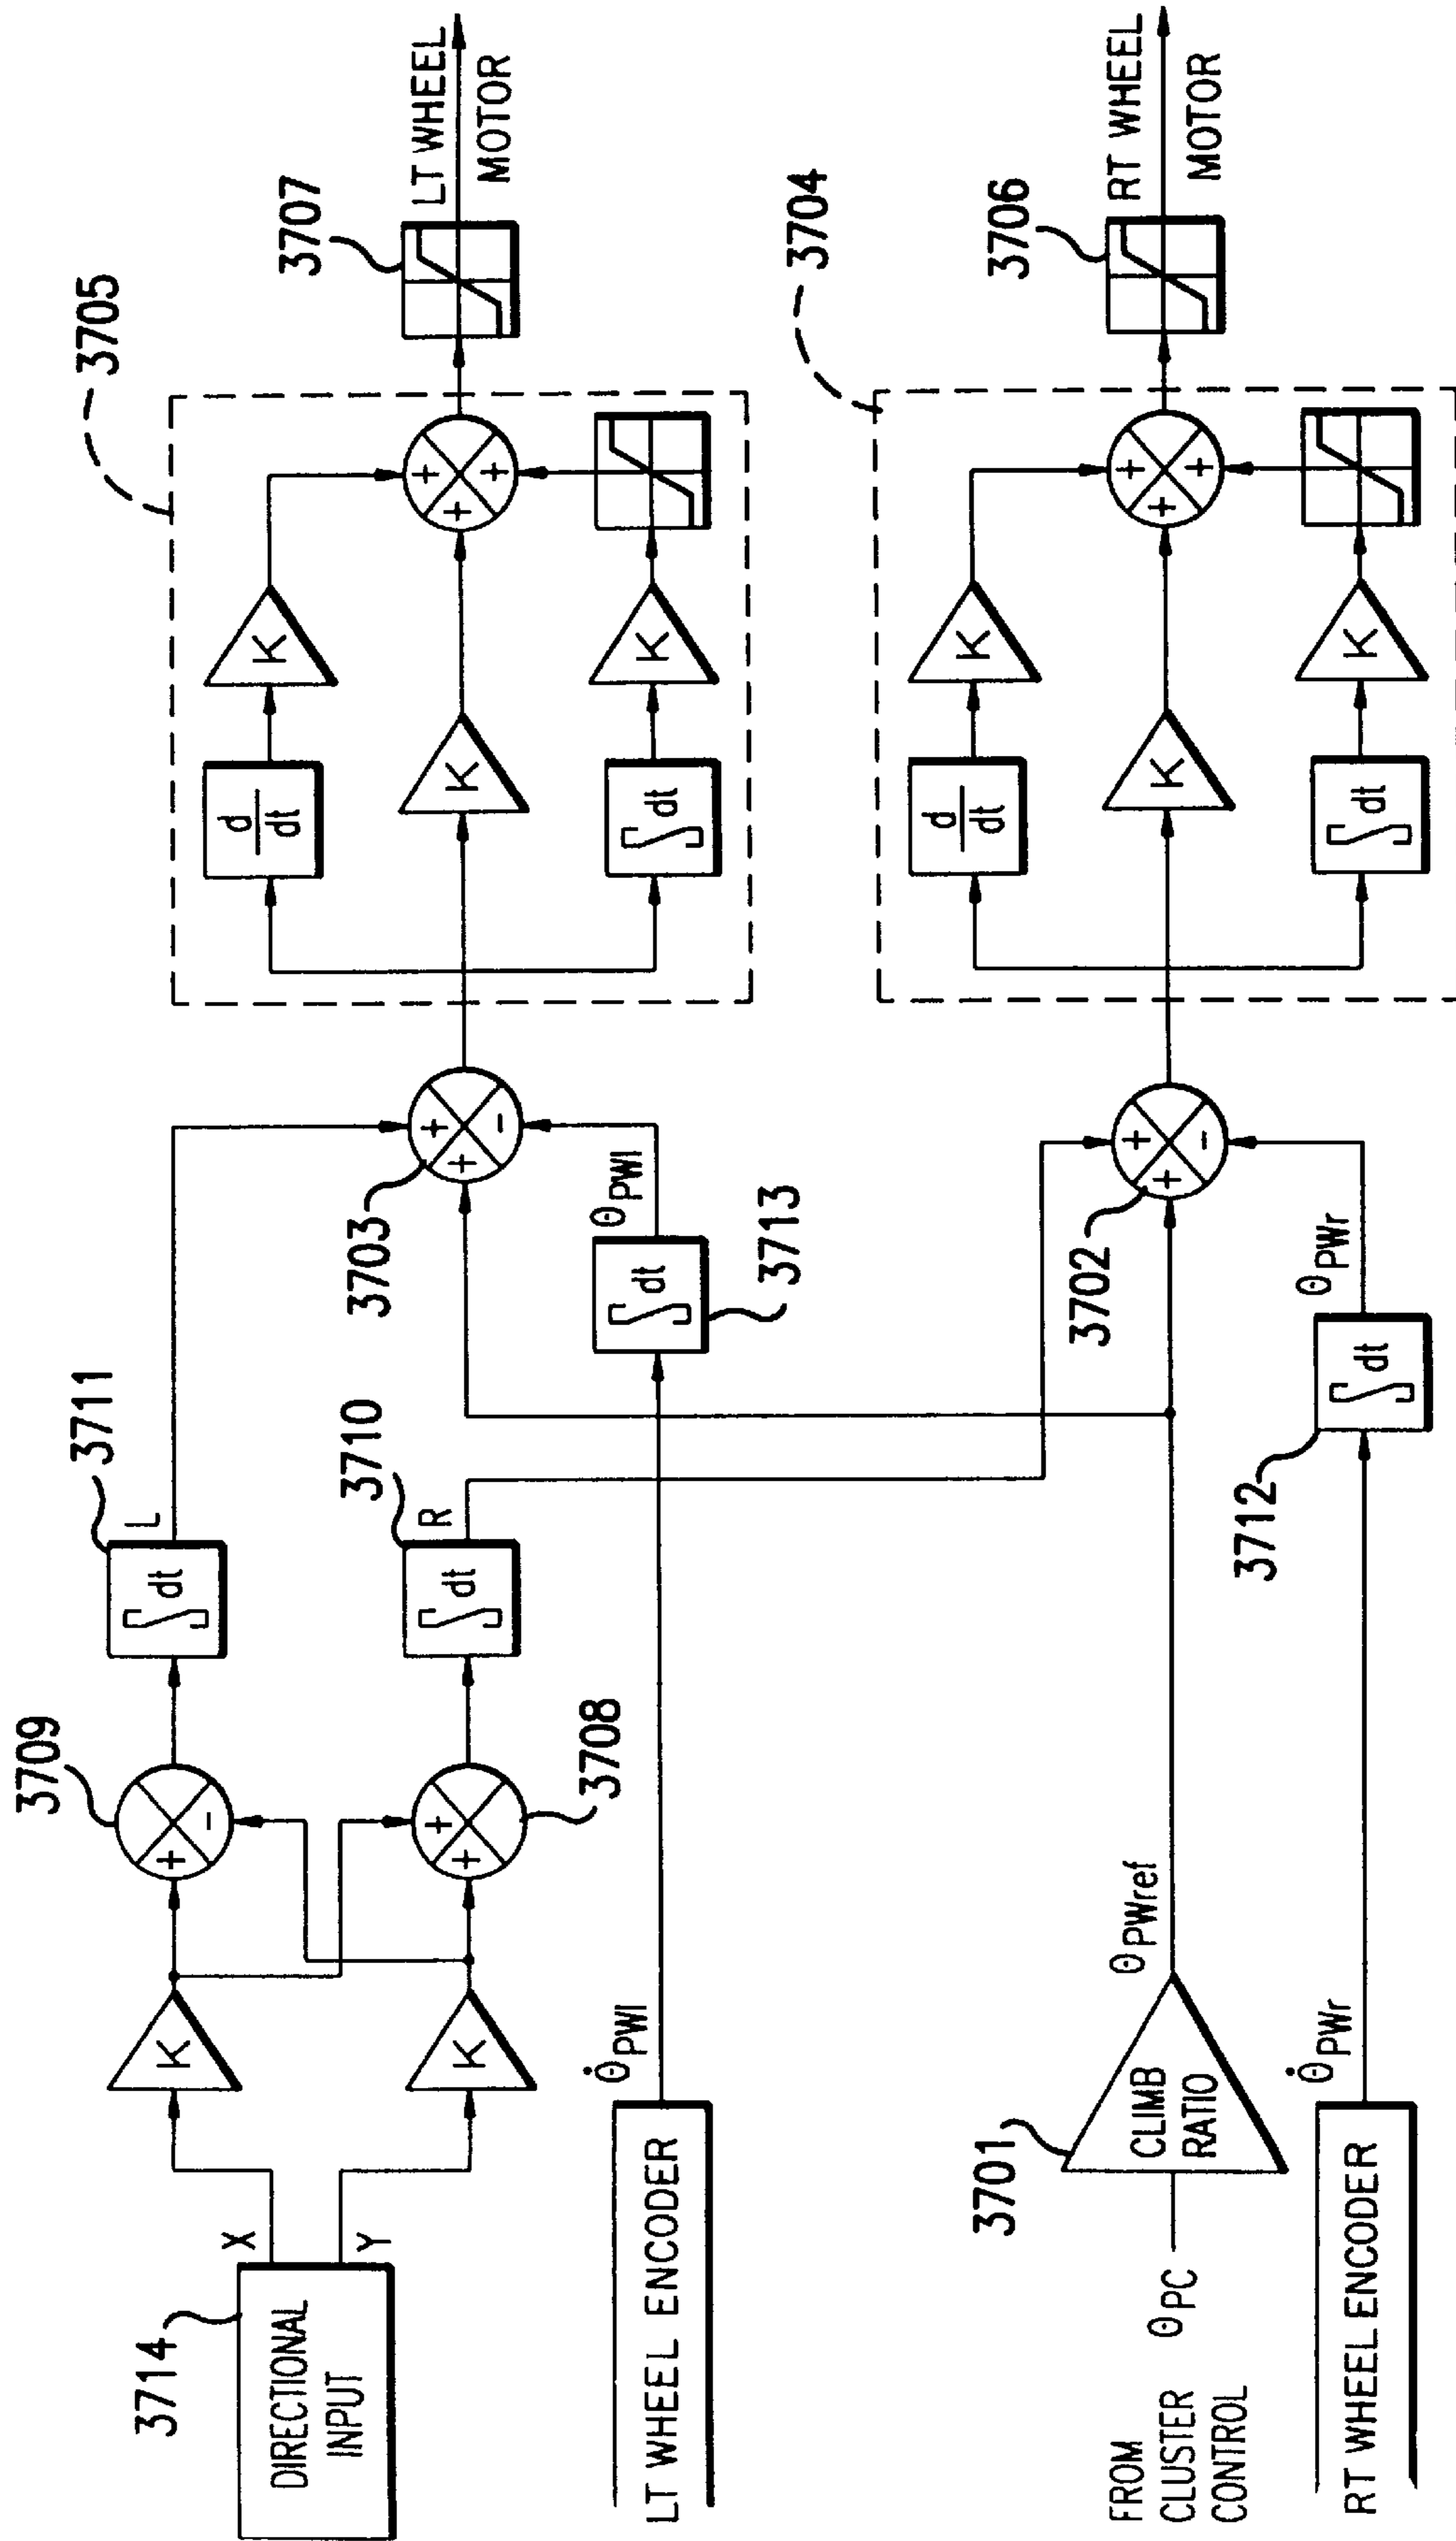 3714
DIRECTIONAL
INPUT
X
Y
K
K
3709
+
-
3708
+
+
3711
∫dt
L
3710
∫dt
R
LT WHEEL ENCODER
θ̇PWl
3713
∫dt
θPWl
3703
+
+
-
3705
d/dt
K
K
∫dt
K
+
+
+
3707
LT WHEEL
MOTOR
FROM
CLUSTER
CONTROL
θPC
3701
CLIMB
RATIO
θPWref
RT WHEEL ENCODER
θ̇PWr
3712
∫dt
θPWr
3702
+
+
-
3704
d/dt
K
K
∫dt
K
+
+
+
3706
RT WHEEL
MOTOR